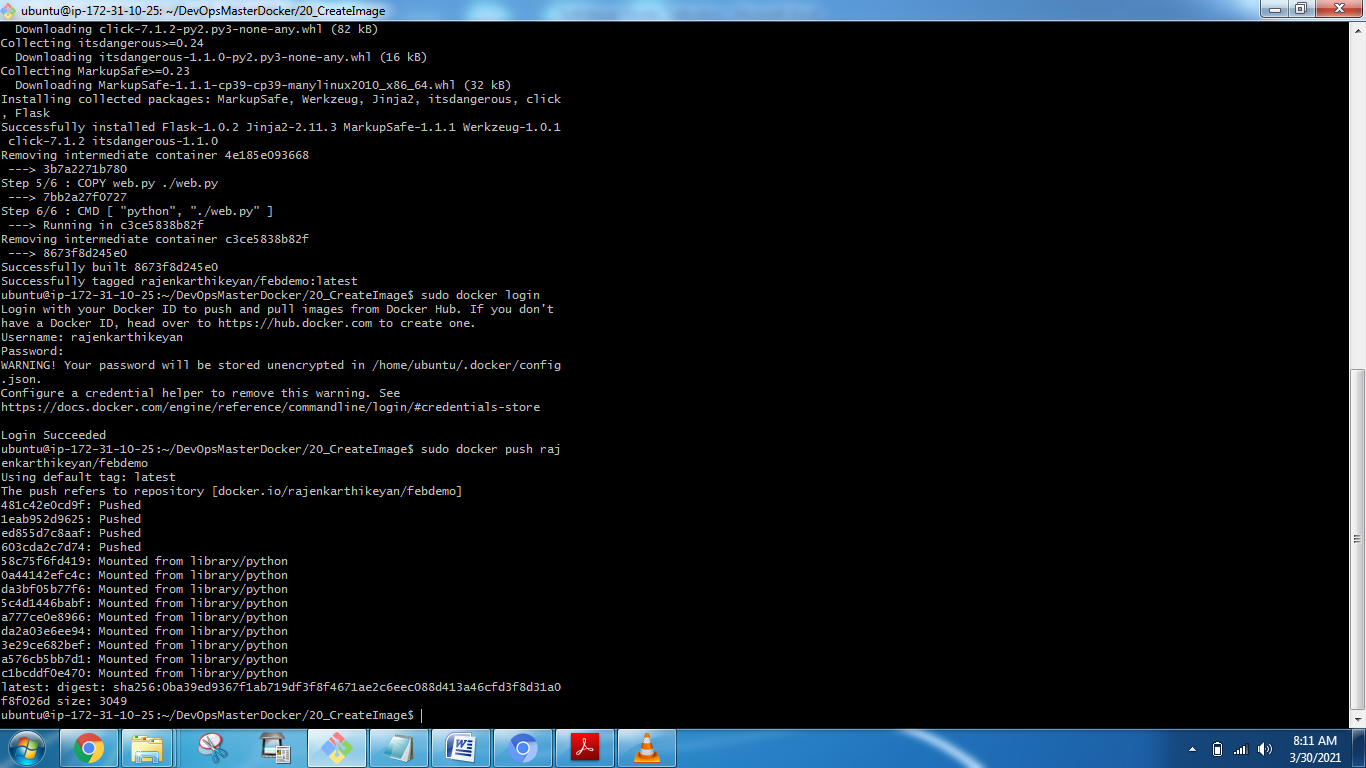 ubuntu@ip-172-31-10-25: ~/DevOpsMasterDocker/20_CreateImage
  Downloading click-7.1.2-py2.py3-none-any.whl (82 kB)
Collecting itsdangerous>=0.24
  Downloading itsdangerous-1.1.0-py2.py3-none-any.whl (16 kB)
Collecting MarkupSafe>=0.23
  Downloading MarkupSafe-1.1.1-cp39-cp39-manylinux2010_x86_64.whl (32 kB)
Installing collected packages: MarkupSafe, Werkzeug, Jinja2, itsdangerous, click
, Flask
Successfully installed Flask-1.0.2 Jinja2-2.11.3 MarkupSafe-1.1.1 Werkzeug-1.0.1
 click-7.1.2 itsdangerous-1.1.0
Removing intermediate container 4e185e093668
 ---> 3b7a2271b780
Step 5/6 : COPY web.py ./web.py
 ---> 7bb2a27f0727
Step 6/6 : CMD [ "python", "./web.py" ]
 ---> Running in c3ce5838b82f
Removing intermediate container c3ce5838b82f
 ---> 8673f8d245e0
Successfully built 8673f8d245e0
Successfully tagged rajenkarthikeyan/febdemo:latest
ubuntu@ip-172-31-10-25:~/DevOpsMasterDocker/20_CreateImage$ sudo docker login
Login with your Docker ID to push and pull images from Docker Hub. If you don't
have a Docker ID, head over to https://hub.docker.com to create one.
Username: rajenkarthikeyan
Password:
WARNING! Your password will be stored unencrypted in /home/ubuntu/.docker/config
.json.
Configure a credential helper to remove this warning. See
https://docs.docker.com/engine/reference/commandline/login/#credentials-store
Login Succeeded
ubuntu@ip-172-31-10-25:~/DevOpsMasterDocker/20_CreateImage$ sudo docker push raj
enkarthikeyan/febdemo
Using default tag: latest
The push refers to repository [docker.io/rajenkarthikeyan/febdemo]
481c42e0cd9f: Pushed
1eab952d9625: Pushed
ed855d7c8aaf: Pushed
603cda2c7d74: Pushed
58c75f6fd419: Mounted from library/python
0a44142efc4c: Mounted from library/python
da3bf05b77f6: Mounted from library/python
5c4d1446babf: Mounted from library/python
a777ce0e8966: Mounted from library/python
da2a03e6ee94: Mounted from library/python
3e29ce682bef: Mounted from library/python
a576cb5bb7d1: Mounted from library/python
c1bcddf0e470: Mounted from library/python
latest: digest: sha256:0ba39ed9367f1ab719df3f8f4671ae2c6eec088d413a46cfd3f8d31a0
f8f026d size: 3049
ubuntu@ip-172-31-10-25:~/DevOpsMasterDocker/20_CreateImage$
8:11 AM
3/30/2021